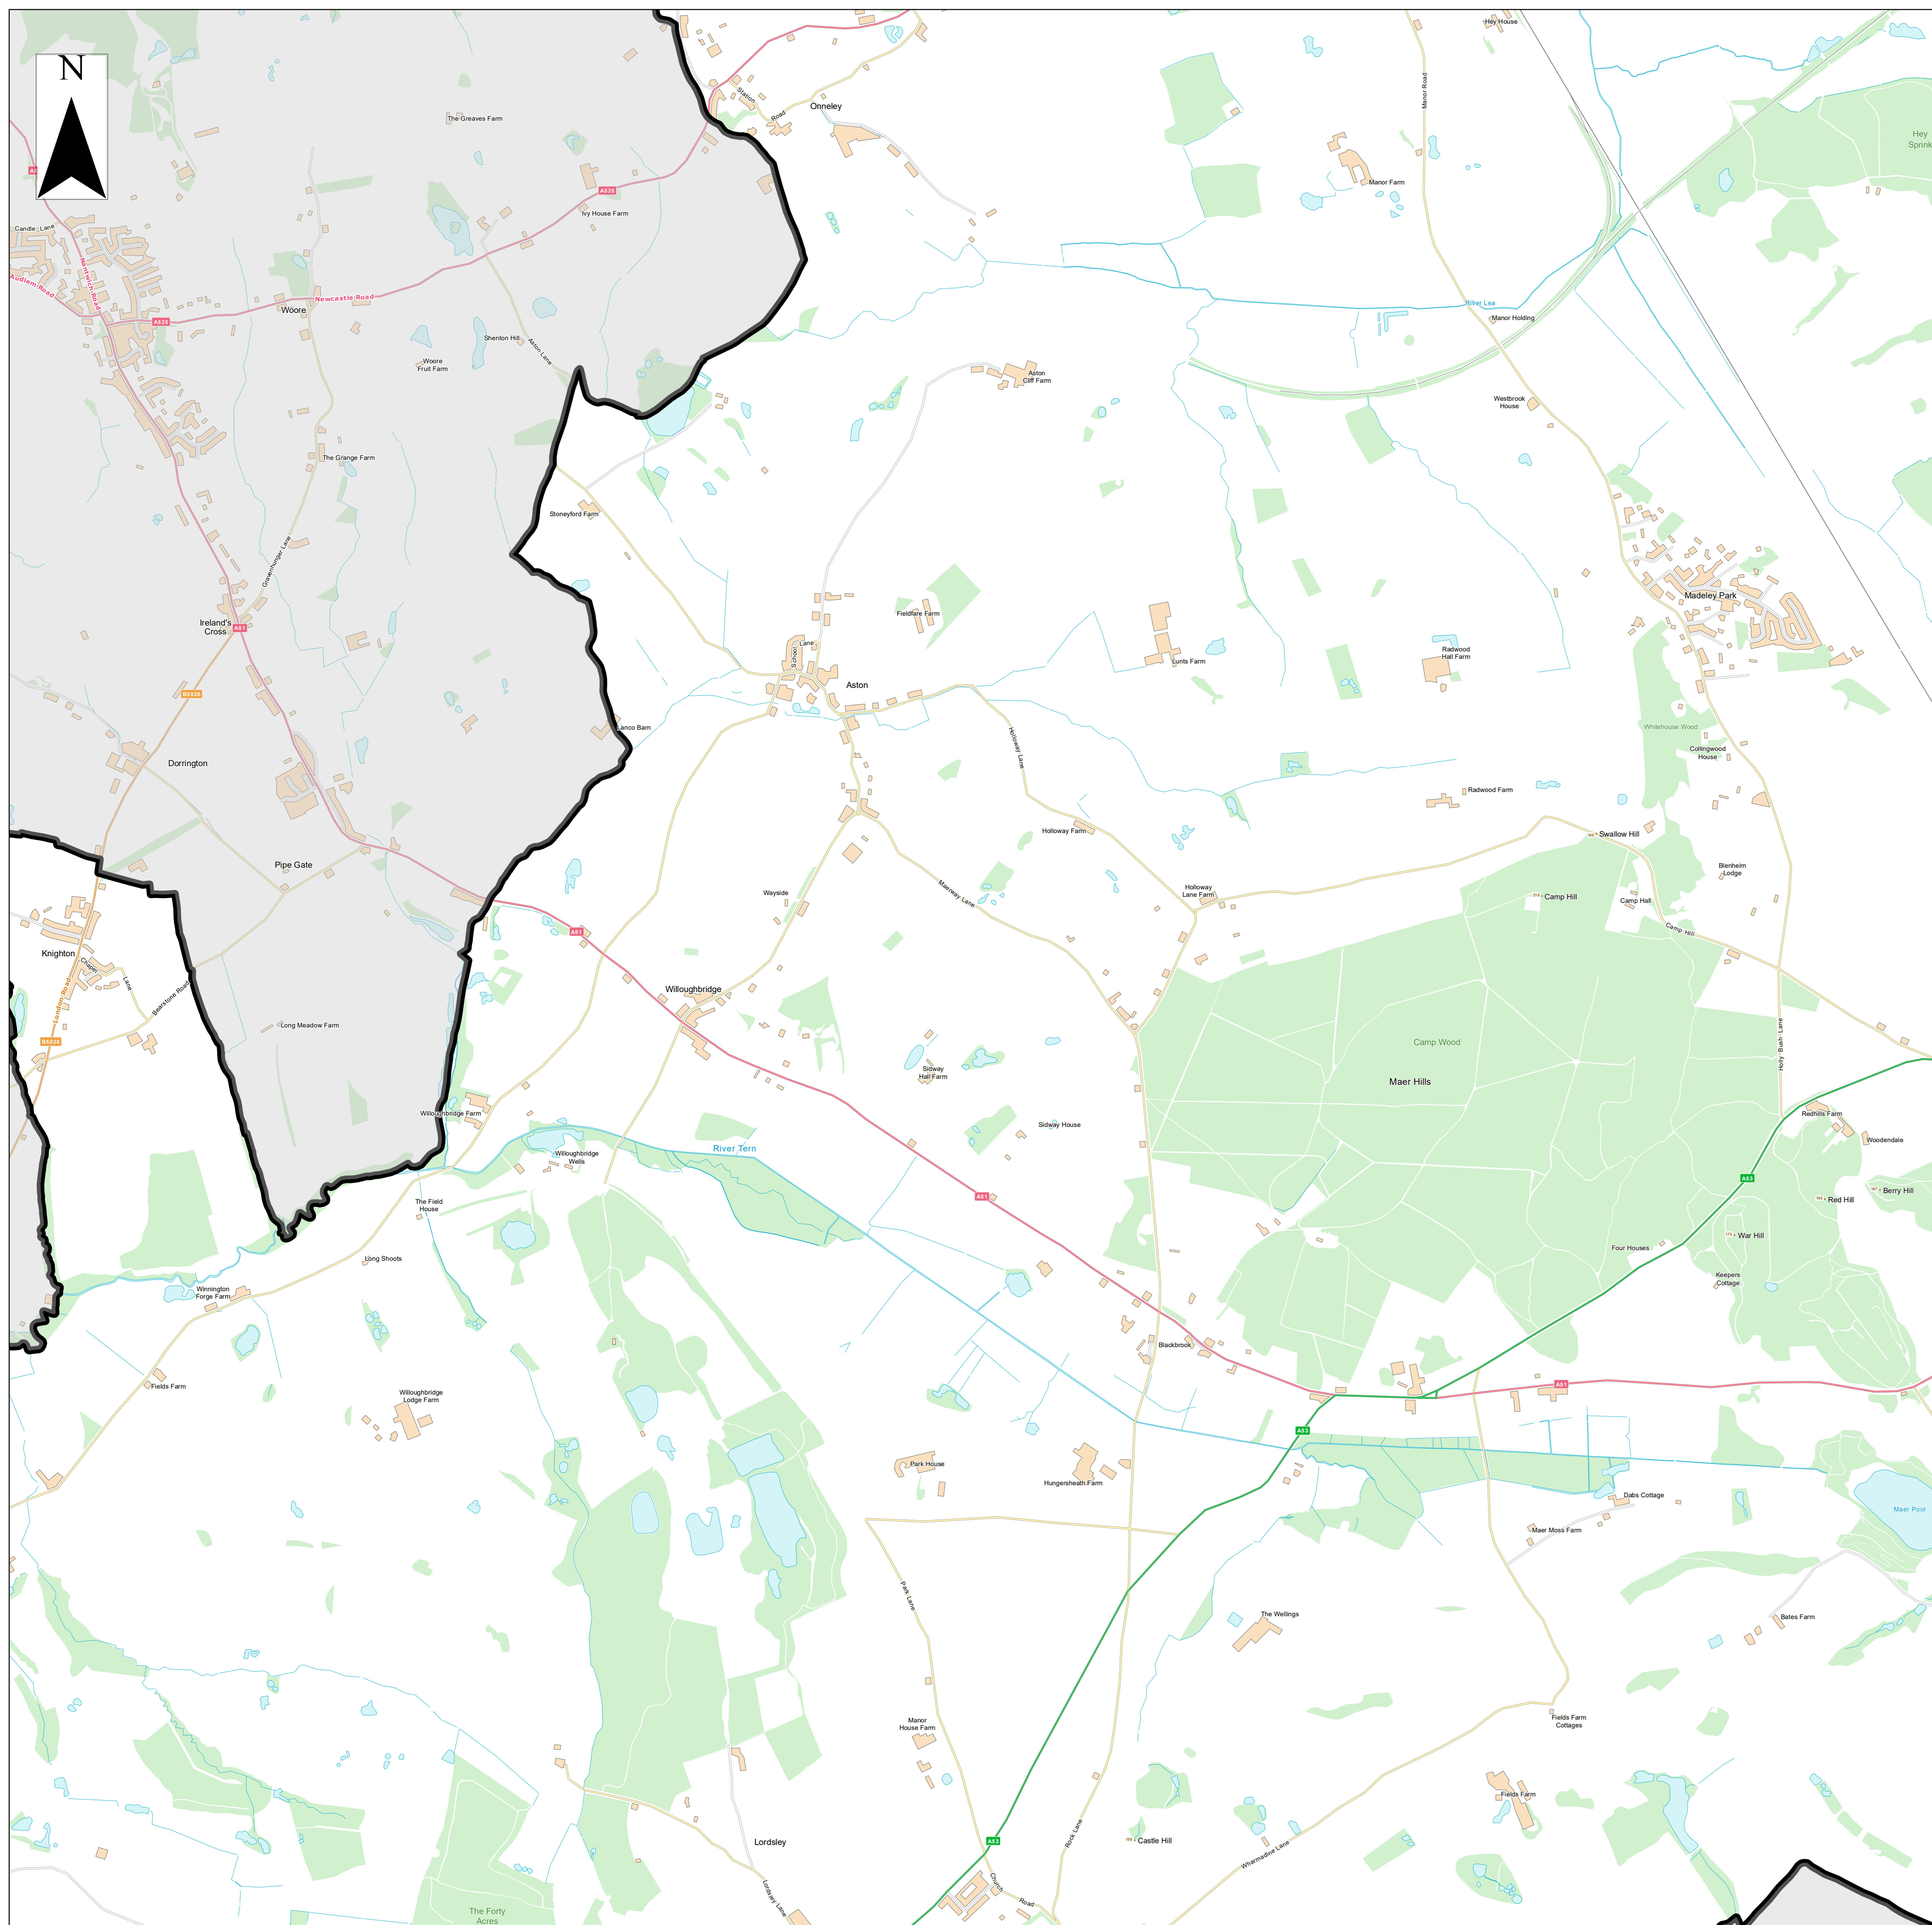 N
Hey House
Station
Road
Onneley
Manor Road
The Greaves Farm
Hey
Sprink
A525
Ivy House Farm
Manor Farm
Candle Lane
Nantwich Road
Audlem Road
Newcastle Road
Woore
A525
River Lea
Manor Holding
Shenton Hill
Aston Lane
Woore
Fruit Farm
Aston
Cliff Farm
Westbrook
House
The Grange Farm
Stoneyford Farm
Gravenhunger Lane
Ireland's
Cross
A51
Fieldfare Farm
Madeley Park
School
Lane
Lunts Farm
Radwood
Hall Farm
Aston
B5026
Lanco Barn
Holloway Lane
Whitehouse Wood
Collingwood
House
Dorrington
Radwood Farm
Holloway Farm
Swallow Hill
Pipe Gate
Blenheim
Lodge
Wayside
Maerway Lane
Holloway
Lane Farm
Camp Hill
Camp Hall
Camp Hill
A51
Knighton
Chapel
Lane
London Road
Bearstone Road
Willoughbridge
Long Meadow Farm
B5026
Camp Wood
Holly Bush Lane
Sidway
Hall Farm
Maer Hills
Willoughbridge Farm
Redhills Farm
Sidway House
Woodendale
River Tern
Willoughbridge
Wells
A53
Berry Hill
Red Hill
A51
The Field
House
War Hill
Four Houses
Long Shoots
Keepers
Cottage
Winnington
Forge Farm
Blackbrook
Fields Farm
A51
Willoughbridge
Lodge Farm
A53
Park House
Hungersheath Farm
Dabs Cottage
Maer Pool
Maer Moss Farm
Park Lane
The Wellings
Bates Farm
Manor
House Farm
Fields Farm
Cottages
Fields Farm
Lordsley
A53
Rock Lane
Castle Hill
Wharmadine Lane
Lordsley Lane
Church
Road
The Forty
Acres